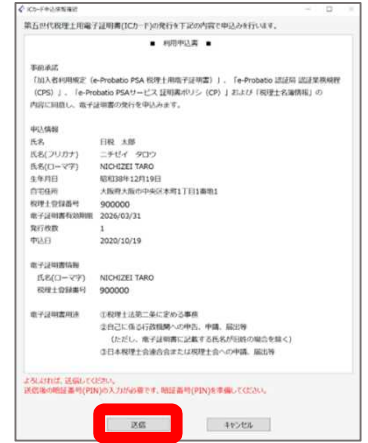 ICカード申込情報確認
第五世代税理士用電子証明書(ICカード)の発行を下記の内容で申込みを行います。
■ 利用申込書 ■
事前承諾
「加入者利用規定（e-Probatio PSA 税理士用電子証明書）」、「e-Probatio 認証局 認証業務規程
（CPS）」、「e-Probatio PSAサービス 証明書ポリシ（CP）」および「税理士名簿情報」の
内容に同意し、電子証明書の発行を申込みます。
申込情報
氏名 日税 太郎
氏名(フリガナ) ニチゼイ タロウ
氏名(ローマ字) NICHIZEI TARO
生年月日 昭和38年12月19日
自宅住所 大阪府大阪市中央区本町1丁目1番地1
税理士登録番号 900000
電子証明書有効期限 2026/03/31
発行枚数 1
申込日 2020/10/19
電子証明書情報
氏名(ローマ字) NICHIZEI TARO
税理士登録番号 900000
電子証明書用途 ①税理士法第二条に定める事務
②自己に係る行政機関への申告、申請、届出等
（ただし、電子証明書に記載する氏名が旧姓の場合を除く）
③日本税理士会連合会または税理士会への申請、届出等
よろしければ、送信してください。
送信後の暗証番号(PIN)の入力が必要です。暗証番号(PIN)を準備してください。
送信 キャンセル